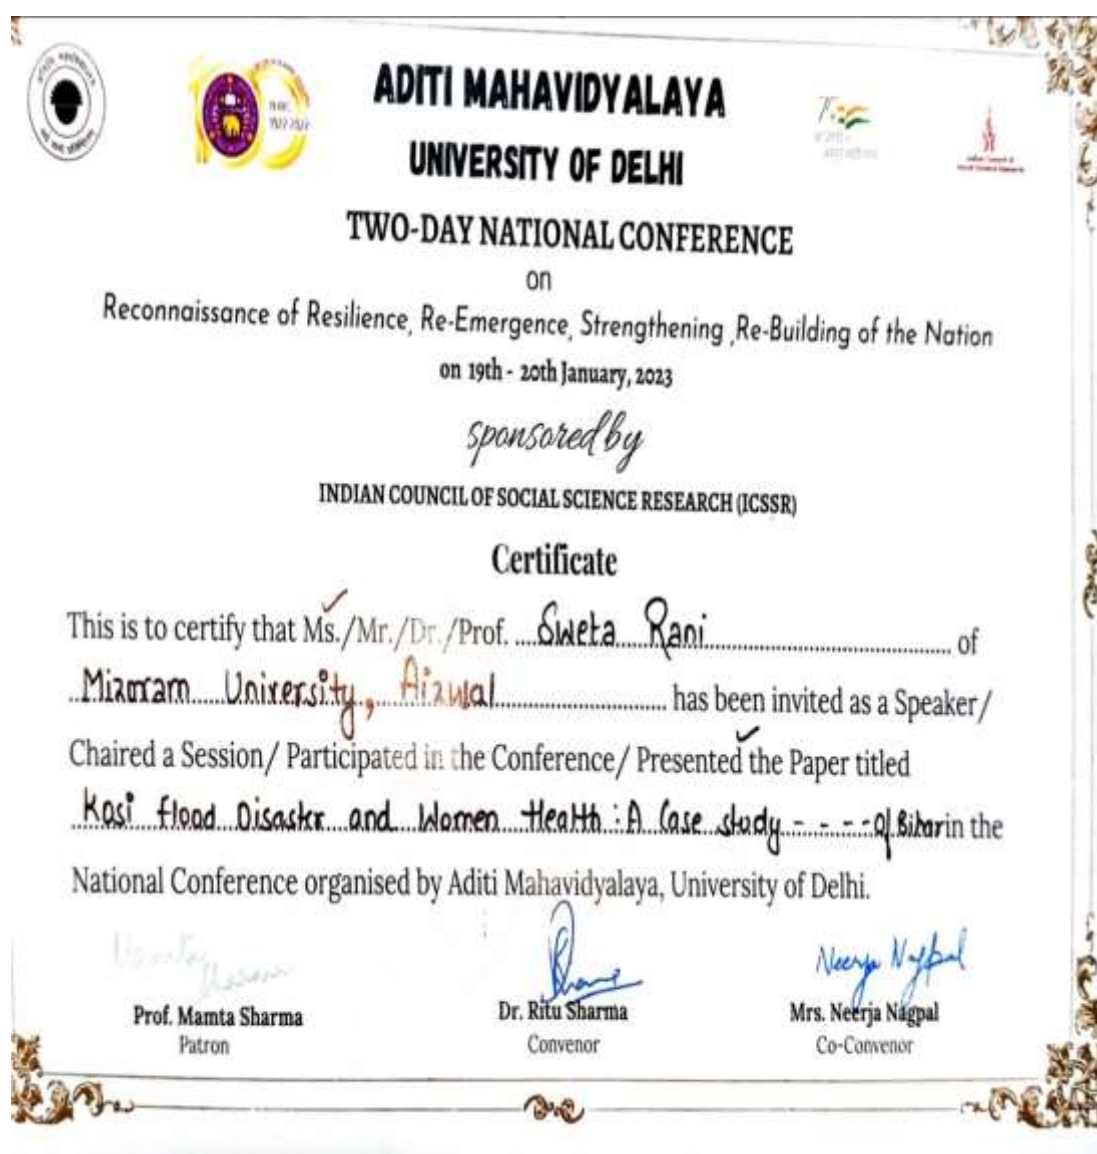 ADITI MAHAVIDYALAYA
UNIVERSITY OF DELHI
TWO-DAY NATIONAL CONFERENCE
on
Reconnaissance of Resilience, Re-Emergence, Strengthening ,Re-Building of the Nation
on 19th - 20th January, 2023
sponsored by
INDIAN COUNCIL OF SOCIAL SCIENCE RESEARCH (ICSSR)
Certificate
This is to certify that Ms./Mr./Dr./Prof. Sweta Rani of
Mizoram University, Aizwal has been invited as a Speaker/
Chaired a Session/ Participated in the Conference/ Presented the Paper titled
Kosi flood Disaster and Women Health : A Case study - - - - of Bihar in the
National Conference organised by Aditi Mahavidyalaya, University of Delhi.
Mamta Sharma
Neerja Nagpal
Prof. Mamta Sharma
Dr. Ritu Sharma
Mrs. Neerja Nagpal
Patron
Convenor
Co-Convenor